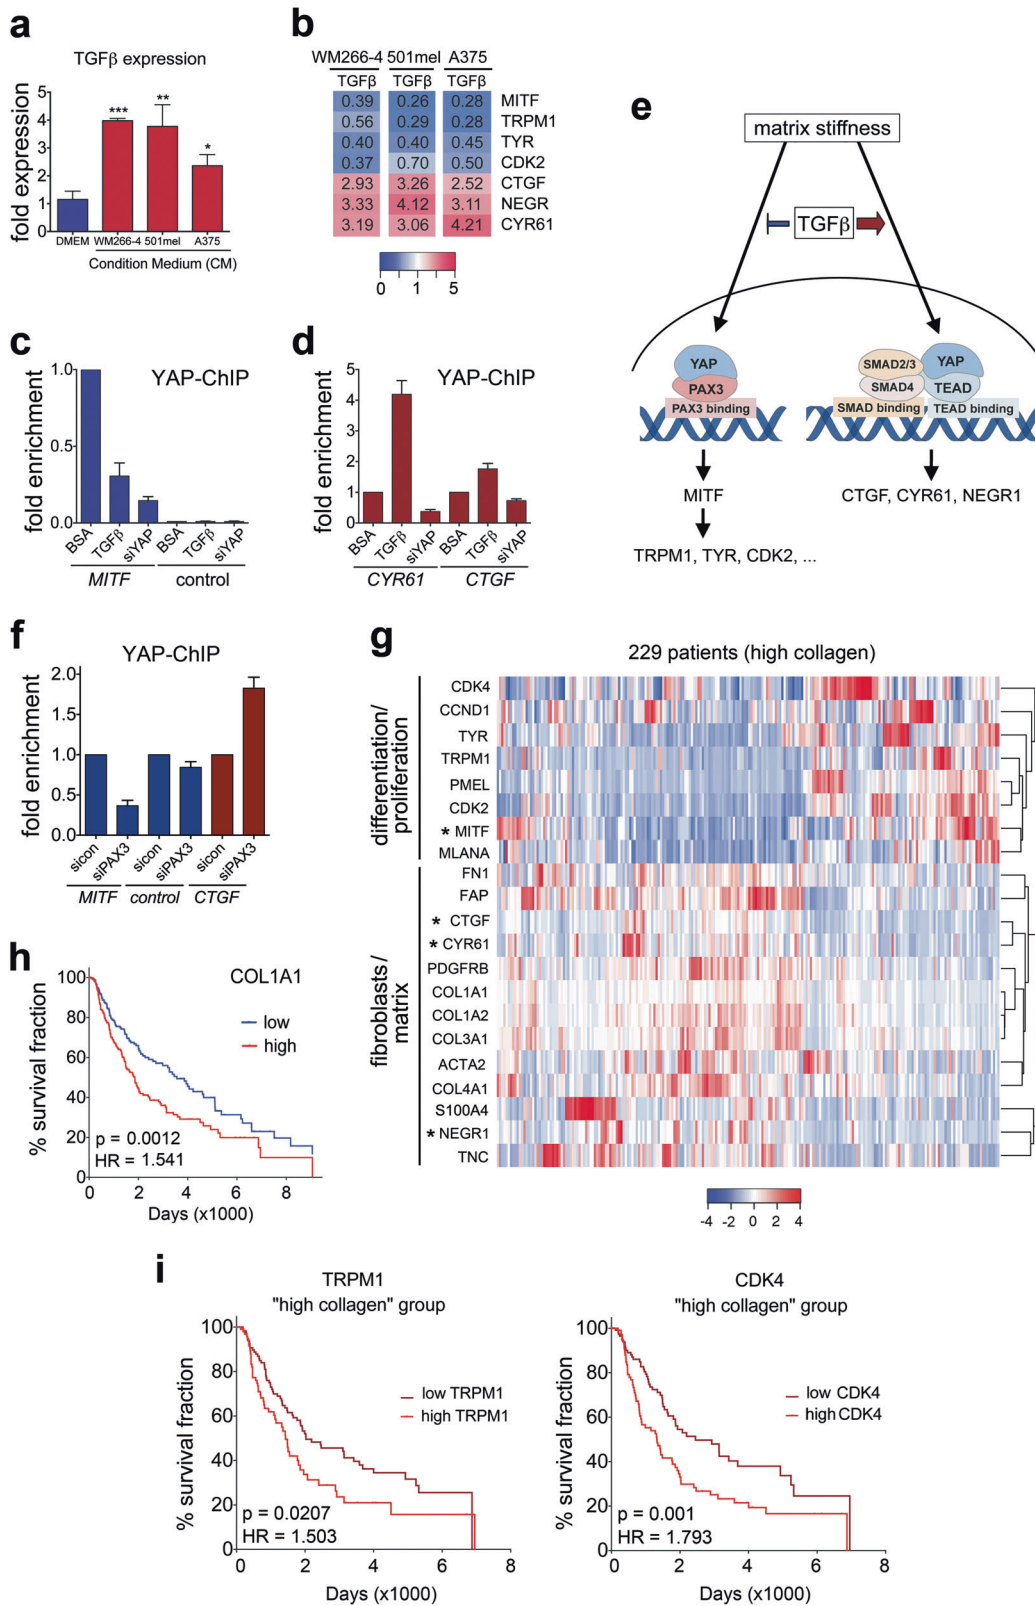 a
TGFβ expression
fold expression
5
4
3
2
1
0
***
**
*
DMEM
WM266-4
501mel
A375
Condition Medium (CM)
b
WM266-4 501mel A375
TGFβ TGFβ TGFβ
0.39 0.26 0.28 MITF
0.56 0.29 0.28 TRPM1
0.40 0.40 0.45 TYR
0.37 0.70 0.50 CDK2
2.93 3.26 2.52 CTGF
3.33 4.12 3.11 NEGR
3.19 3.06 4.21 CYR61
0 1 5
c
YAP-ChIP
fold enrichment
1.0
0.5
0.0
BSA TGFβ siYAP BSA TGFβ siYAP
MITF control
d
YAP-ChIP
fold enrichment
5
4
3
2
1
0
BSA TGFβ siYAP BSA TGFβ siYAP
CYR61 CTGF
e
matrix stiffness
TGFβ
YAP
PAX3
PAX3 binding
SMAD2/3
YAP
SMAD4
TEAD
SMAD binding
TEAD binding
MITF
CTGF, CYR61, NEGR1
TRPM1, TYR, CDK2, ...
f
YAP-ChIP
fold enrichment
2.0
1.5
1.0
0.5
0.0
sicon siPAX3 sicon siPAX3 sicon siPAX3
MITF control CTGF
g
229 patients (high collagen)
differentiation/
proliferation
CDK4
CCND1
TYR
TRPM1
PMEL
CDK2
* MITF
MLANA
fibroblasts/
matrix
FN1
FAP
* CTGF
* CYR61
PDGFRB
COL1A1
COL1A2
COL3A1
ACTA2
COL4A1
S100A4
* NEGR1
TNC
-4 -2 0 2 4
h
COL1A1
% survival fraction
100
80
60
40
20
0
low
high
p = 0.0012
HR = 1.541
0 2 4 6 8
Days (x1000)
i
TRPM1
"high collagen" group
% survival fraction
100
80
60
40
20
0
low TRPM1
high TRPM1
p = 0.0207
HR = 1.503
0 2 4 6 8
Days (x1000)
CDK4
"high collagen" group
% survival fraction
100
80
60
40
20
0
low CDK4
high CDK4
p = 0.001
HR = 1.793
0 2 4 6 8
Days (x1000)